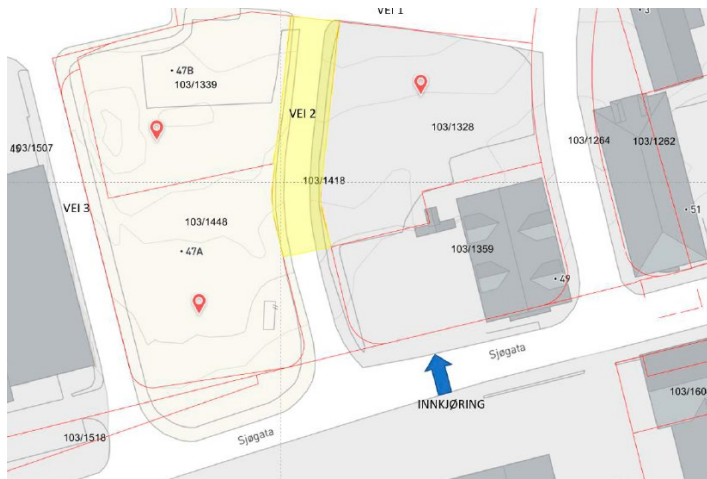 VEI 1
3
47B
103/1339
VEI 2
103/1328
103/1264
103/1262
103/1507
103/1418
VEI 3
103/1448
51
47A
103/1359
49
Sjøgata
INNKJØRING
103/160
Sjøgata
103/1518